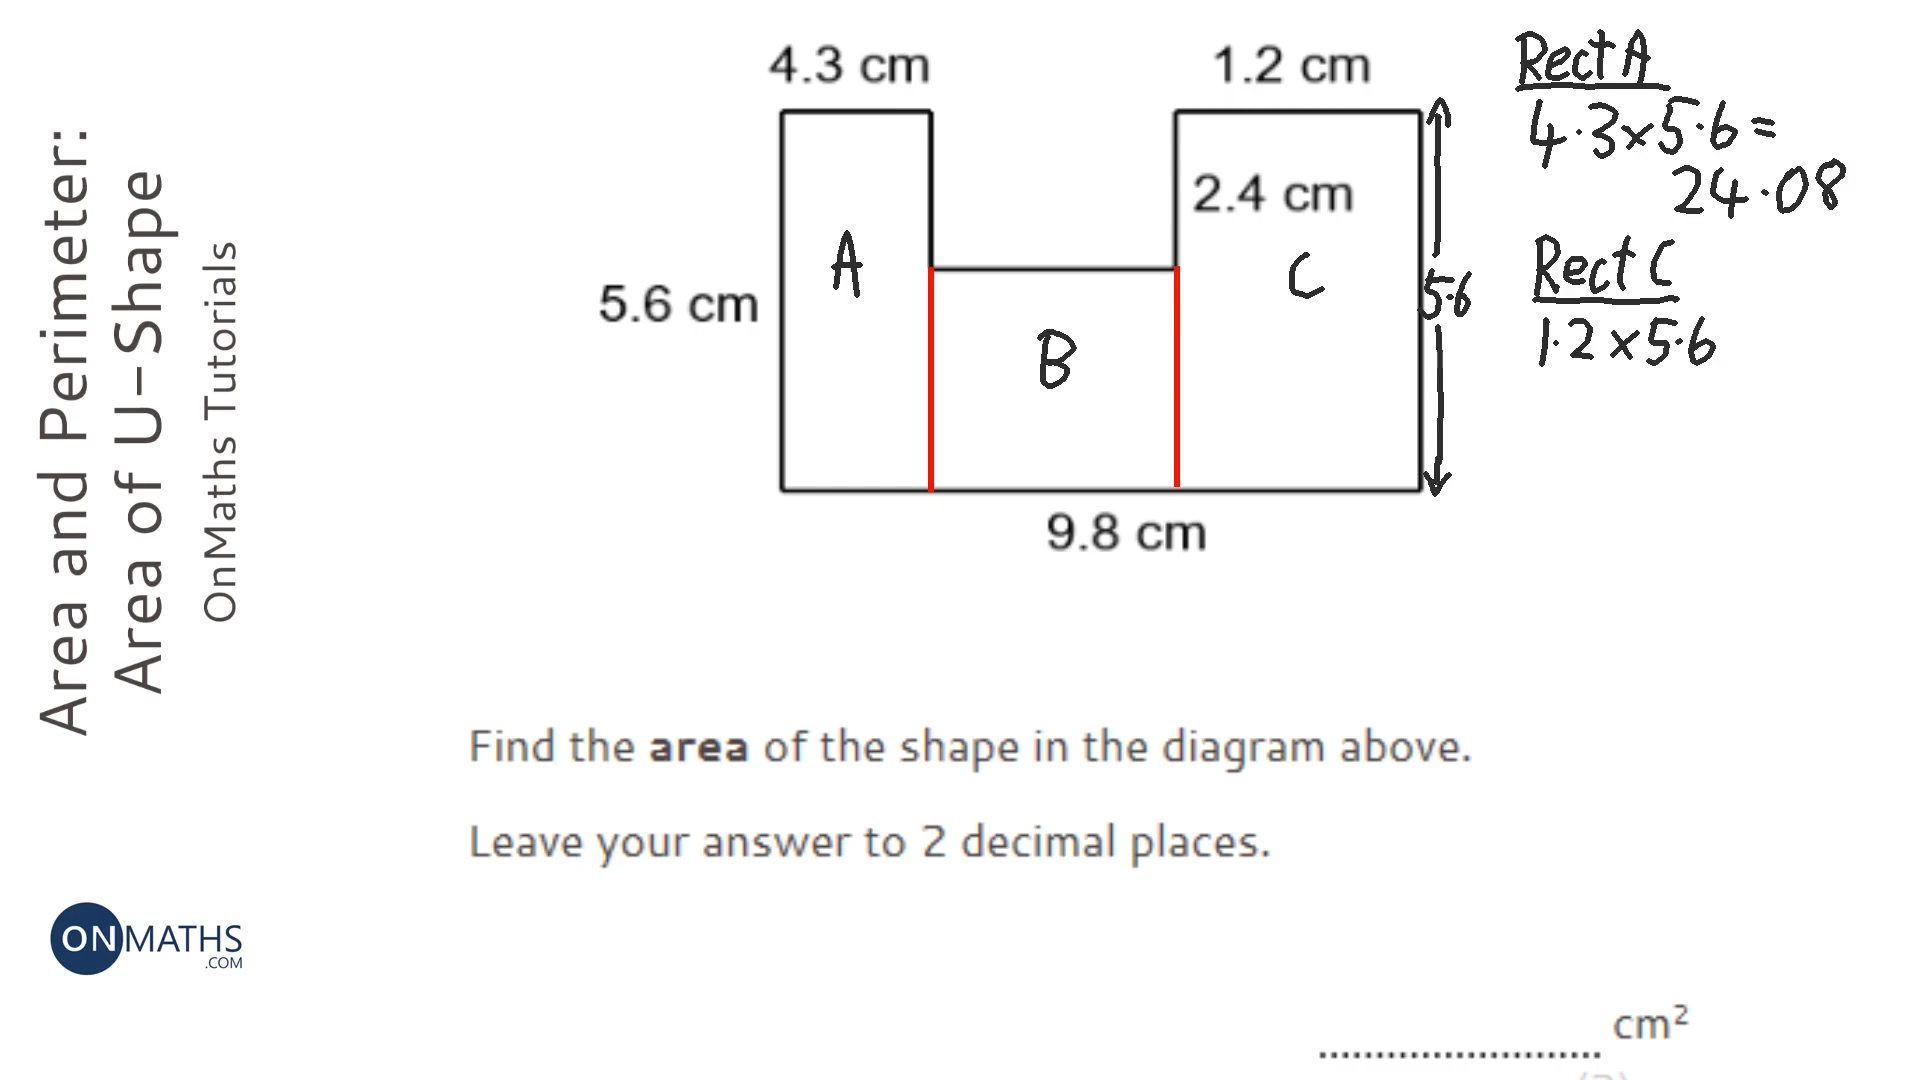 Area and Perimeter:
Area of U-Shape
OnMaths Tutorials
4.3 cm
1.2 cm
2.4 cm
5.6 cm
9.8 cm
A
B
C
5.6
Rect A
4.3×5.6=
24.08
Rect C
1.2×5.6
Find the area of the shape in the diagram above.
Leave your answer to 2 decimal places.
ONMATHS
.COM
........................... cm²